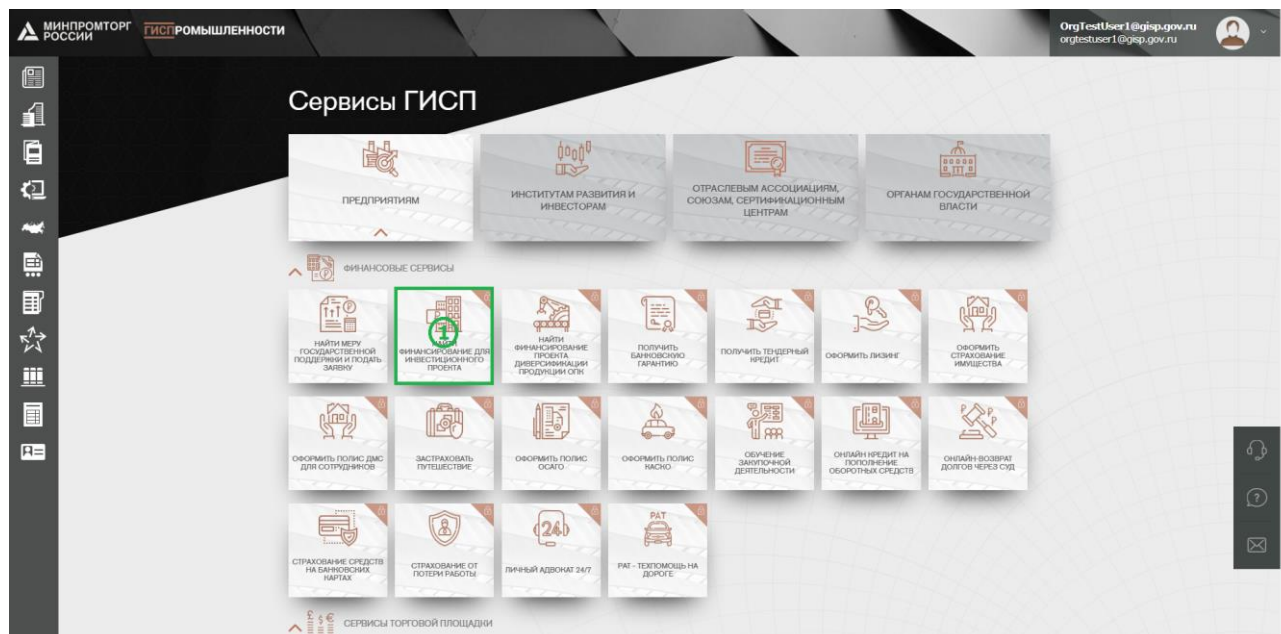 МИНПРОМТОРГ
РОССИИ
ГИСПРОМЫШЛЕННОСТИ
OrgTestUser1@gisp.gov.ru
orgtestuser1@gisp.gov.ru
Сервисы ГИСП
ПРЕДПРИЯТИЯМ
ИНСТИТУТАМ РАЗВИТИЯ И
ИНВЕСТОРАМ
ОТРАСЛЕВЫМ АССОЦИАЦИЯМ,
СОЮЗАМ, СЕРТИФИКАЦИОННЫМ
ЦЕНТРАМ
ОРГАНАМ ГОСУДАРСТВЕННОЙ
ВЛАСТИ
ФИНАНСОВЫЕ СЕРВИСЫ
НАЙТИ МЕРУ
ГОСУДАРСТВЕННОЙ
ПОДДЕРЖКИ И ПОДАТЬ
ЗАЯВКУ
1
ФИНАНСИРОВАНИЕ ДЛЯ
ИНВЕСТИЦИОННОГО
ПРОЕКТА
НАЙТИ
ФИНАНСИРОВАНИЕ
ПРОЕКТА
ДИВЕРСИФИКАЦИИ
ПРОДУКЦИИ ОПК
ПОЛУЧИТЬ
БАНКОВСКУЮ
ГАРАНТИЮ
ПОЛУЧИТЬ ТЕНДЕРНЫЙ
КРЕДИТ
ОФОРМИТЬ ЛИЗИНГ
ОФОРМИТЬ
СТРАХОВАНИЕ
ИМУЩЕСТВА
ОФОРМИТЬ ПОЛИС ДМС
ДЛЯ СОТРУДНИКОВ
ЗАСТРАХОВАТЬ
ПУТЕШЕСТВИЕ
ОФОРМИТЬ ПОЛИС
ОСАГО
ОФОРМИТЬ ПОЛИС
КАСКО
ОБУЧЕНИЕ
ЗАКУПОЧНОЙ
ДЕЯТЕЛЬНОСТИ
ОНЛАЙН КРЕДИТ НА
ПОПОЛНЕНИЕ
ОБОРОТНЫХ СРЕДСТВ
ОНЛАЙН-ВОЗВРАТ
ДОЛГОВ ЧЕРЕЗ СУД
СТРАХОВАНИЕ СРЕДСТВ
НА БАНКОВСКИХ
КАРТАХ
СТРАХОВАНИЕ ОТ
ПОТЕРИ РАБОТЫ
24
ЛИЧНЫЙ АДВОКАТ 24/7
РАТ
РАТ – ТЕХПОМОЩЬ НА
ДОРОГЕ
СЕРВИСЫ ТОРГОВОЙ ПЛОЩАДКИ